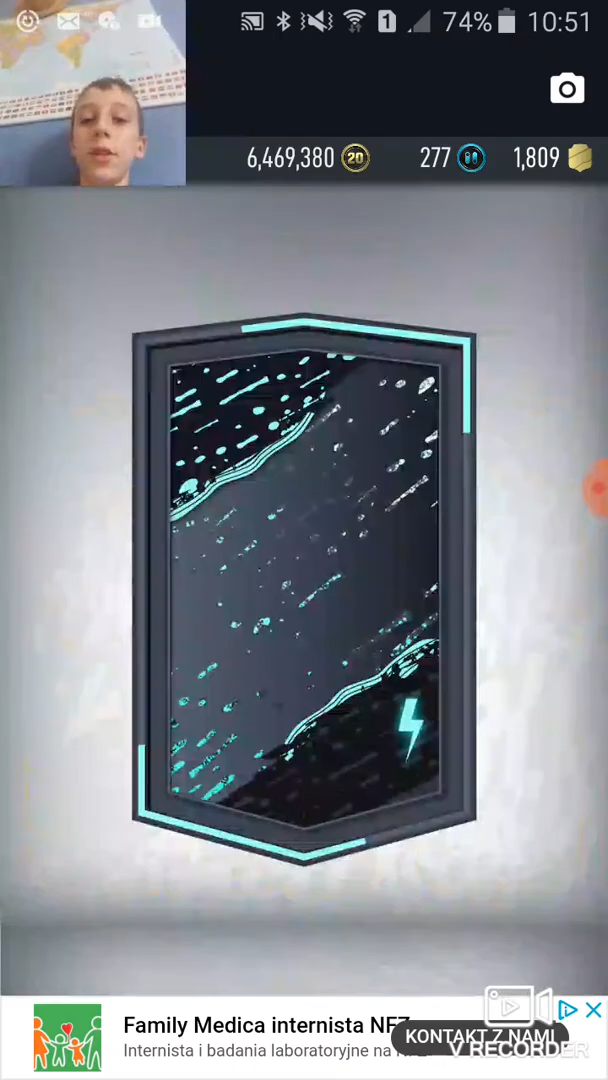 74% 10:51
6,469,380 20 277 1,809
Family Medica internista NFZ
Internista i badania laboratoryjne na
KONTAKT Z NAMI
V RECORDER